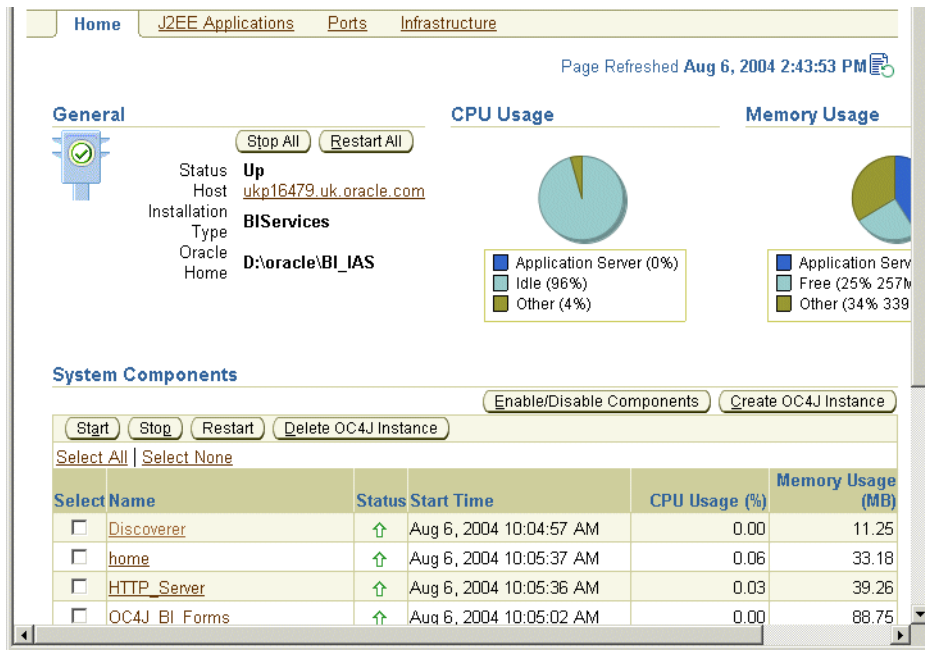 Home J2EE Applications Ports Infrastructure
Page Refreshed Aug 6, 2004 2:43:53 PM
General
Stop All Restart All
Status Up
Host ukp16479.uk.oracle.com
Installation
Type BIServices
Oracle
Home D:\oracle\BI_IAS
CPU Usage
Application Server (0%)
Idle (96%)
Other (4%)
Memory Usage
Application Serv
Free (25% 257M
Other (34% 339
System Components
Enable/Disable Components Create OC4J Instance
Start Stop Restart Delete OC4J Instance
Select All | Select None
Select Name Status Start Time CPU Usage (%) Memory Usage (MB)
Discoverer Aug 6, 2004 10:04:57 AM 0.00 11.25
home Aug 6, 2004 10:05:37 AM 0.06 33.18
HTTP_Server Aug 6, 2004 10:05:36 AM 0.03 39.26
OC4J_BI_Forms Aug 6, 2004 10:05:02 AM 0.00 88.75